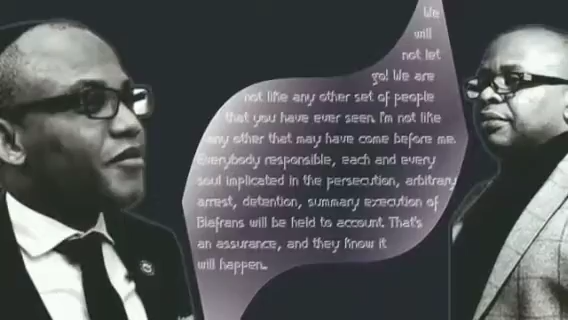 We
will
not let
go! We are
not like any other set of people
that you have ever seen. I'm not like
any other that may have come before me.
Everybody responsible, each and every
soul implicated in the persecution, arbitrary
arrest, detention, summary execution of
Biafrans will be held to account. That's
an assurance, and they know it
will happen...